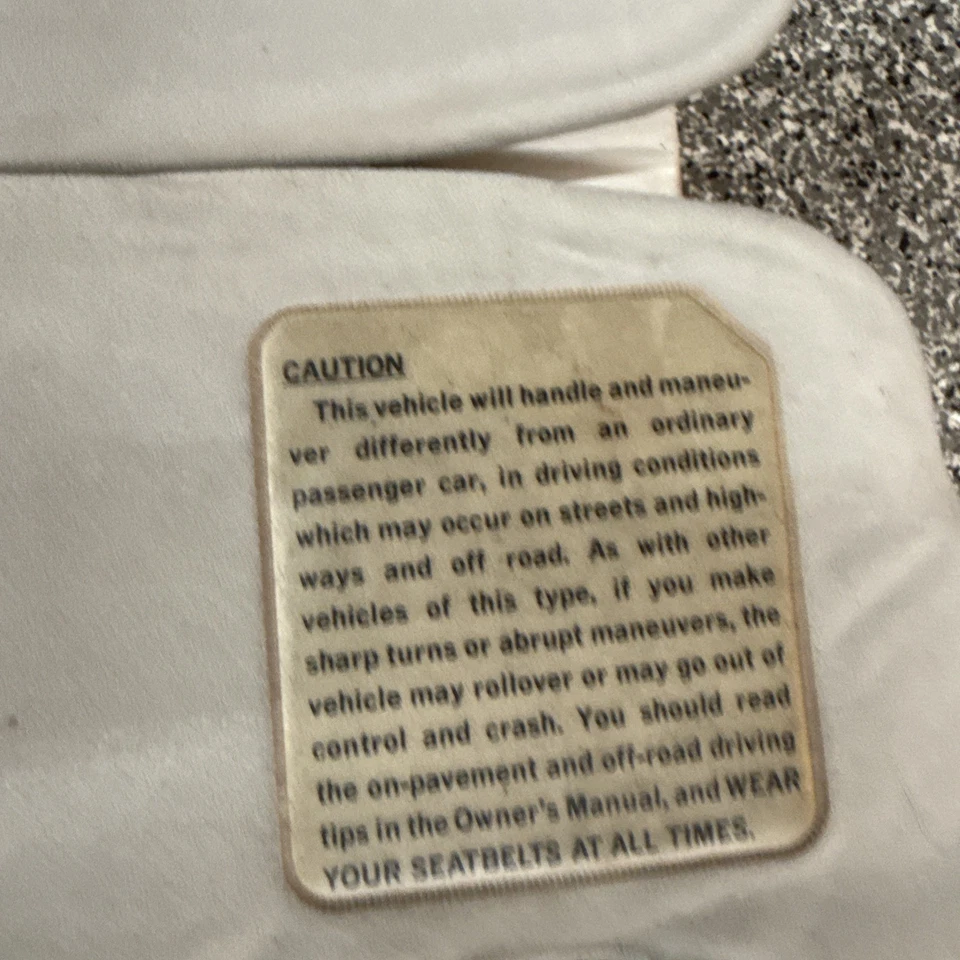 CAUTION
This vehicle will handle and maneu-
ver differently from an ordinary
passenger car, in driving conditions
which may occur on streets and high-
ways and off road. As with other
vehicles of this type, if you make
sharp turns or abrupt maneuvers, the
vehicle may rollover or may go out of
control and crash. You should read
the on-pavement and off-road driving
tips in the Owner's Manual, and WEAR
YOUR SEATBELTS AT ALL TIMES.